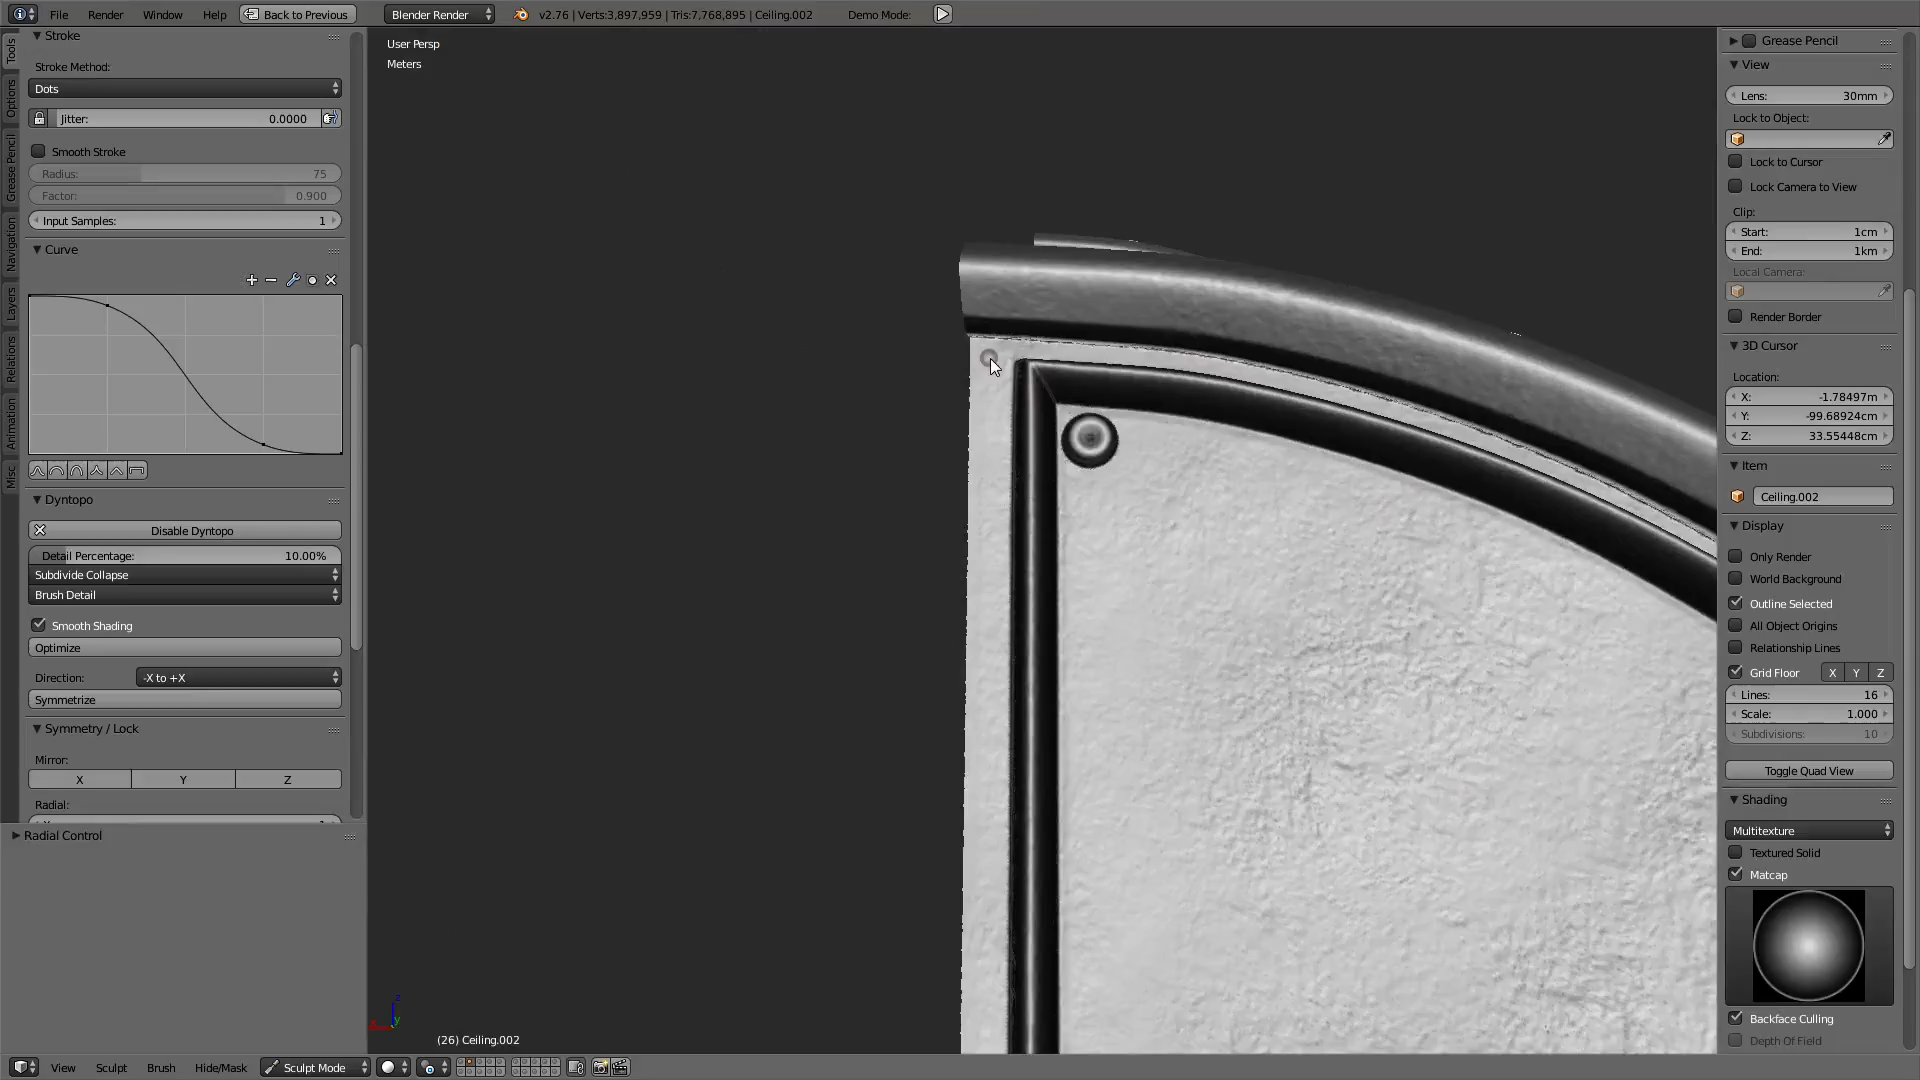 File Render Window Help Back to Previous Blender Render v2.76 | Verts:3,897,959 | Tris:7,768,895 | Ceiling.002 Demo Mode:
Tools
Options
Grease Pencil
Navigation
Layers
Relations
Animation
Misc
Stroke
Stroke Method:
Dots
Jitter: 0.0000
Smooth Stroke
Radius: 75
Factor: 0.900
Input Samples: 1
Curve
Dyntopo
Disable Dyntopo
Detail Percentage: 10.00%
Subdivide Collapse
Brush Detail
Smooth Shading
Optimize
Direction: -X to +X
Symmetrize
Symmetry / Lock
Mirror:
X Y Z
Radial:
Radial Control
User Persp
Meters
z
y
(26) Ceiling.002
Grease Pencil
View
Lens: 30mm
Lock to Object:
Lock to Cursor
Lock Camera to View
Clip:
Start: 1cm
End: 1km
Local Camera:
Render Border
3D Cursor
Location:
X: -1.78497m
Y: -99.68924cm
Z: 33.55448cm
Item
Ceiling.002
Display
Only Render
World Background
Outline Selected
All Object Origins
Relationship Lines
Grid Floor X Y Z
Lines: 16
Scale: 1.000
Subdivisions: 10
Toggle Quad View
Shading
Multitexture
Textured Solid
Matcap
Backface Culling
Depth Of Field
View Sculpt Brush Hide/Mask Sculpt Mode